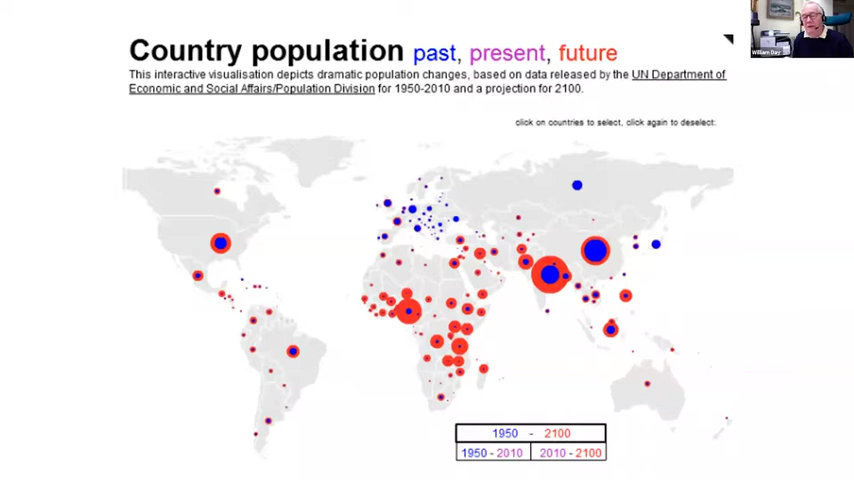 Country population past, present, future
This interactive visualisation depicts dramatic population changes, based on data released by the UN Department of
Economic and Social Affairs/Population Division for 1950-2010 and a projection for 2100.
click on countries to select, click again to deselect:
1950 - 2100
1950 - 2010 2010 - 2100
William Day